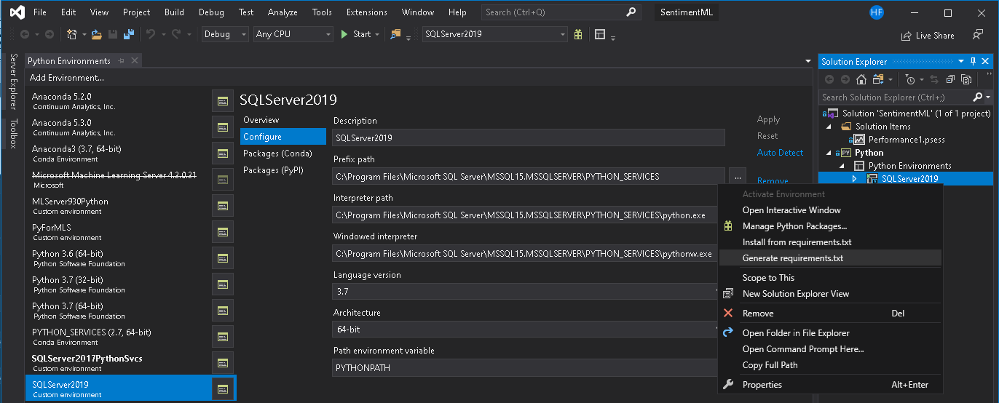 File Edit View Project Build Debug Test Analyze Tools Extensions Window Help Search (Ctrl+Q) SentimentML HF
Debug Any CPU Start SQLServer2019 Live Share
Server Explorer
Toolbox
Python Environments
Add Environment...
Anaconda 5.2.0
Continuum Analytics, Inc.
Anaconda 5.3.0
Continuum Analytics, Inc.
Anaconda3 (3.7, 64-bit)
Conda Environment
Microsoft Machine Learning Server 4.2.0.21
Microsoft
MLServer930Python
Custom environment
PyForMLS
Custom environment
Python 3.6 (64-bit)
Python Software Foundation
Python 3.7 (32-bit)
Python Software Foundation
Python 3.7 (64-bit)
Python Software Foundation
PYTHON_SERVICES (2.7, 64-bit)
Conda Environment
SQLServer2017PythonSvcs
Custom environment
SQLServer2019
Custom environment
SQLServer2019
Overview
Configure
Packages (Conda)
Packages (PyPI)
Description
SQLServer2019
Prefix path
C:\Program Files\Microsoft SQL Server\MSSQL15.MSSQLSERVER\PYTHON_SERVICES
...
Interpreter path
C:\Program Files\Microsoft SQL Server\MSSQL15.MSSQLSERVER\PYTHON_SERVICES\python.exe
Windowed interpreter
C:\Program Files\Microsoft SQL Server\MSSQL15.MSSQLSERVER\PYTHON_SERVICES\pythonw.exe
Language version
3.7
Architecture
64-bit
Path environment variable
PYTHONPATH
Apply
Reset
Auto Detect
Remove
Solution Explorer
Search Solution Explorer (Ctrl+;)
Solution 'SentimentML' (1 of 1 project)
Solution Items
Performance1.psess
PY Python
Python Environments
SQLServer2019
Activate Environment
Open Interactive Window
Manage Python Packages...
Install from requirements.txt
Generate requirements.txt
Scope to This
New Solution Explorer View
Remove Del
Open Folder in File Explorer
Open Command Prompt Here...
Copy Full Path
Properties Alt+Enter